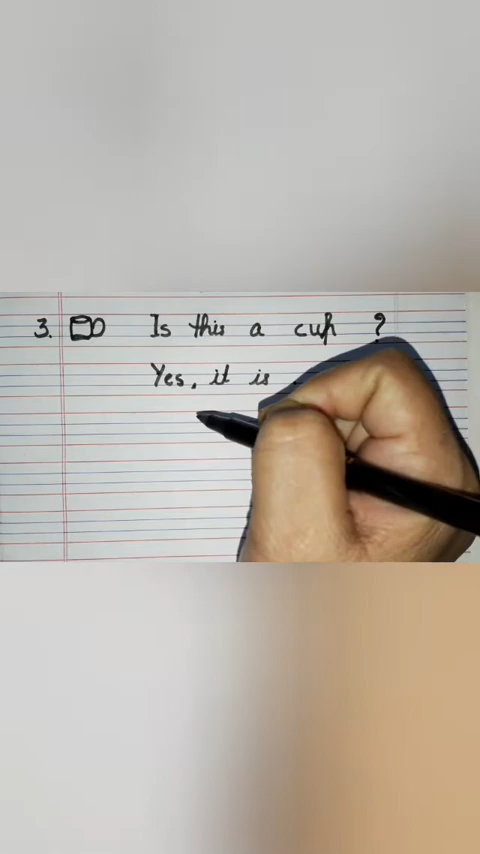 3. Is this a cup ?
Yes, it is